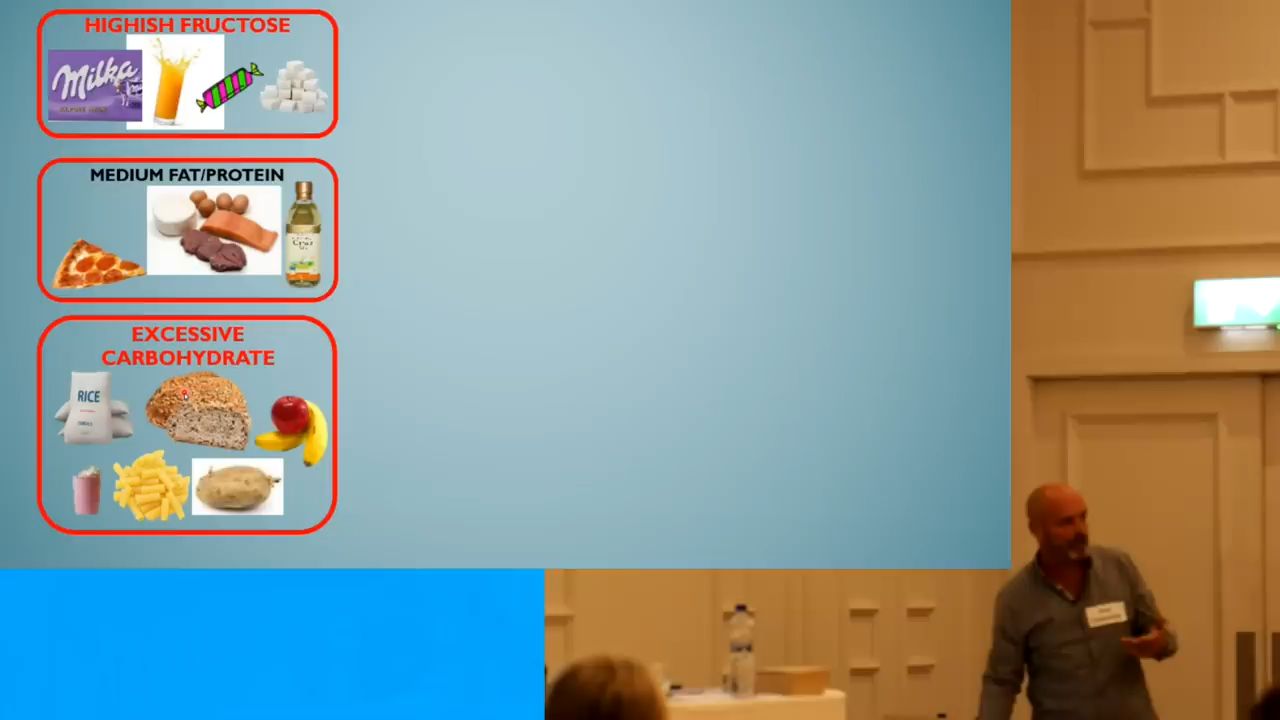 HIGHISH FRUCTOSE
Milka
MEDIUM FAT/PROTEIN
EXCESSIVE
CARBOHYDRATE
RICE